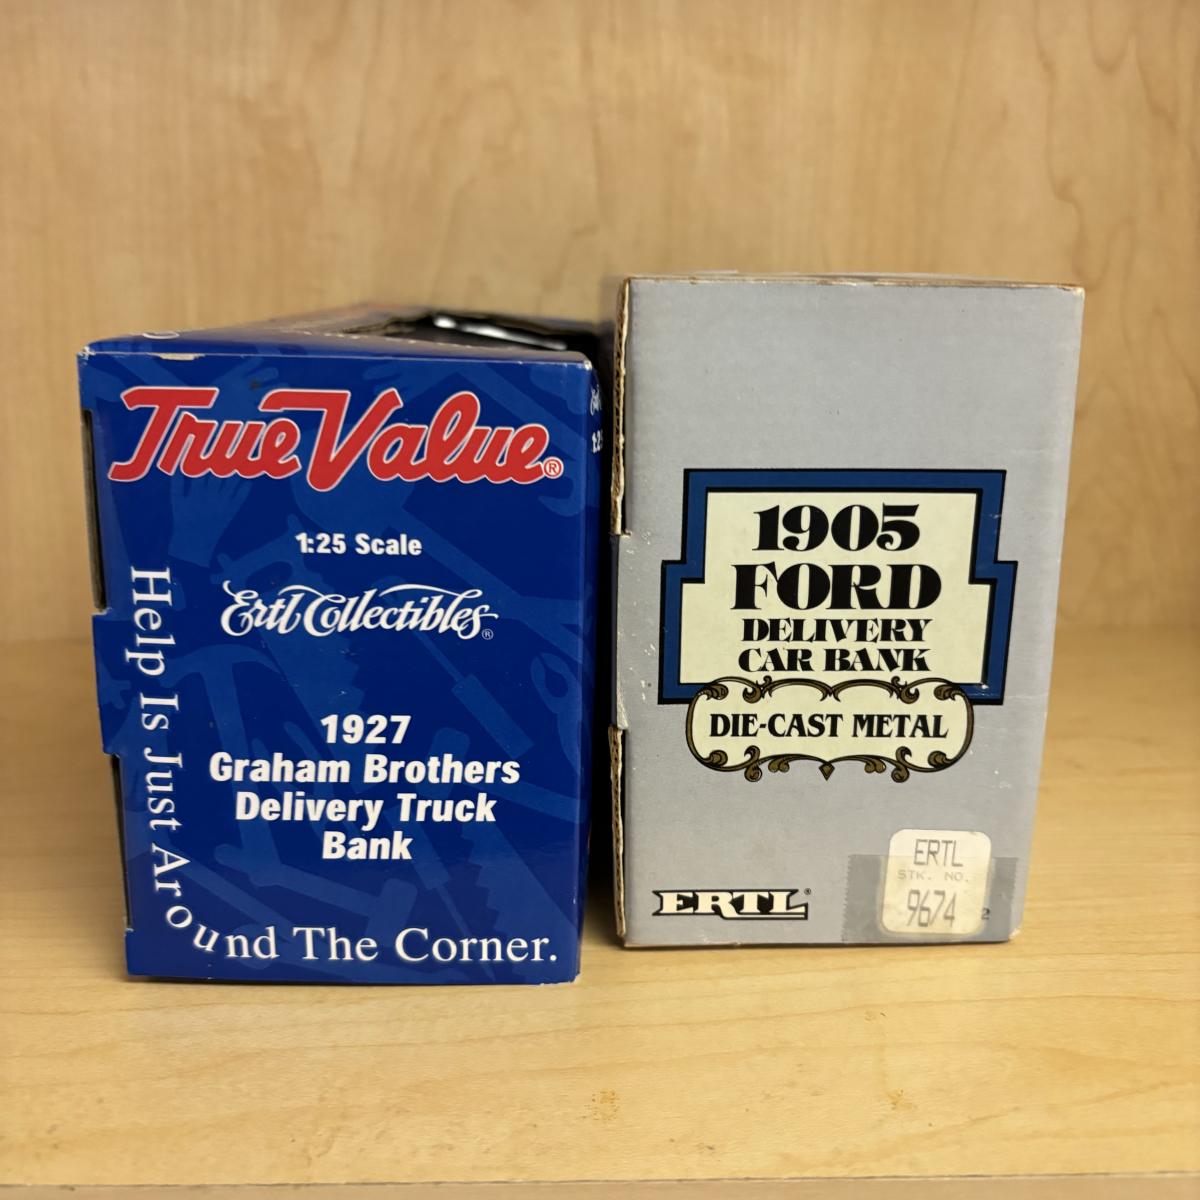 True Value®
1:25 Scale
Ertl Collectibles®
1927
Graham Brothers
Delivery Truck
Bank
Help Is Just Around The Corner.
1905
FORD
DELIVERY
CAR BANK
DIE-CAST METAL
ERTL®
ERTL
STK. NO.
9674
2